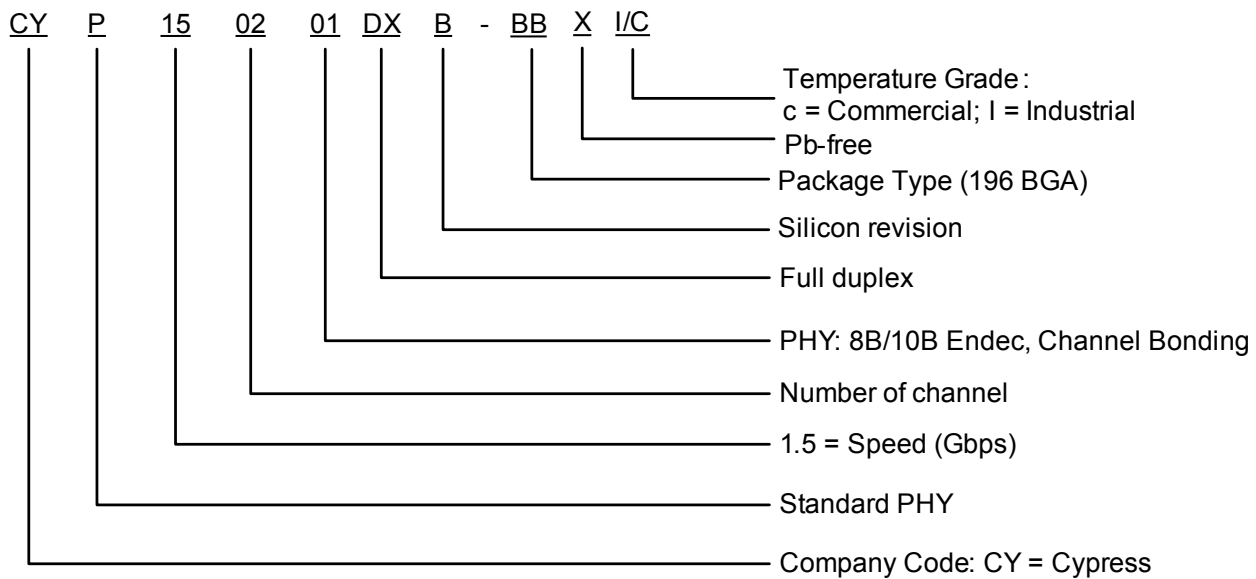 CY P 15 02 01 DX B - BB X I/C
Temperature Grade:
c = Commercial; I = Industrial
Pb-free
Package Type (196 BGA)
Silicon revision
Full duplex
PHY: 8B/10B Endec, Channel Bonding
Number of channel
1.5 = Speed (Gbps)
Standard PHY
Company Code: CY = Cypress